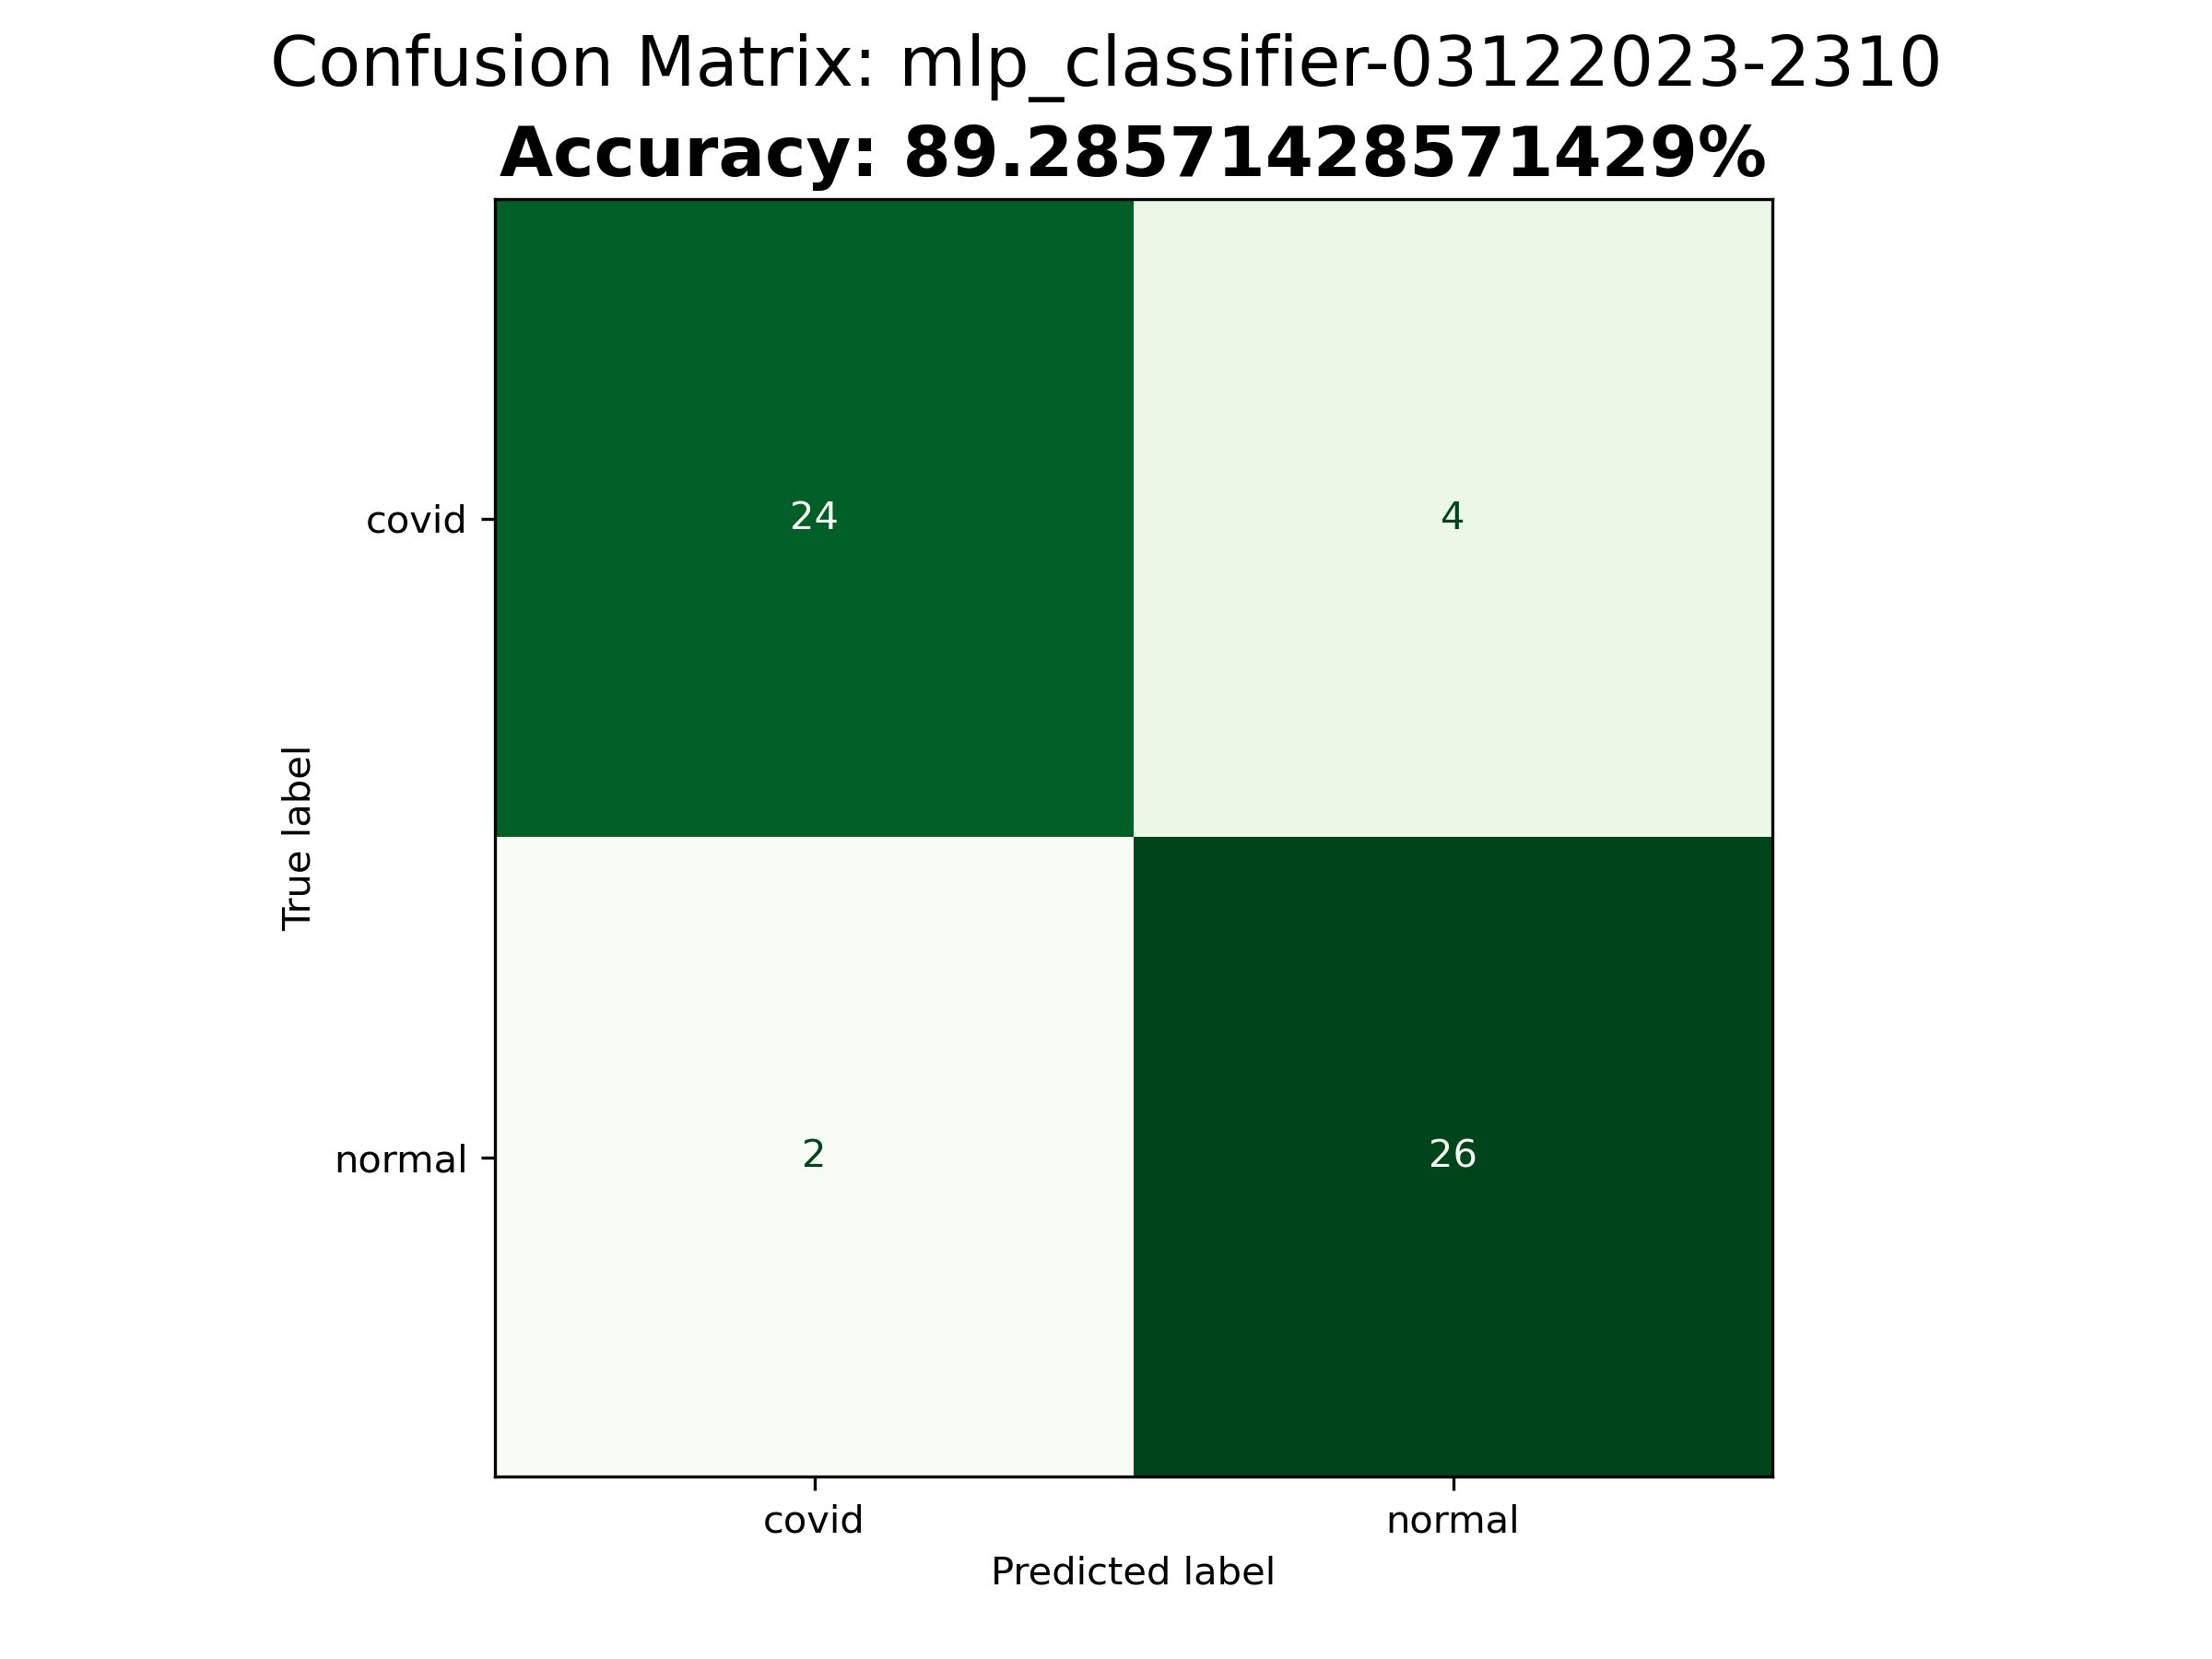 Confusion Matrix: mlp_classifier-03122023-2310
Accuracy: 89.28571428571429%
covid
24
4
True label
normal
2
26
covid
normal
Predicted label